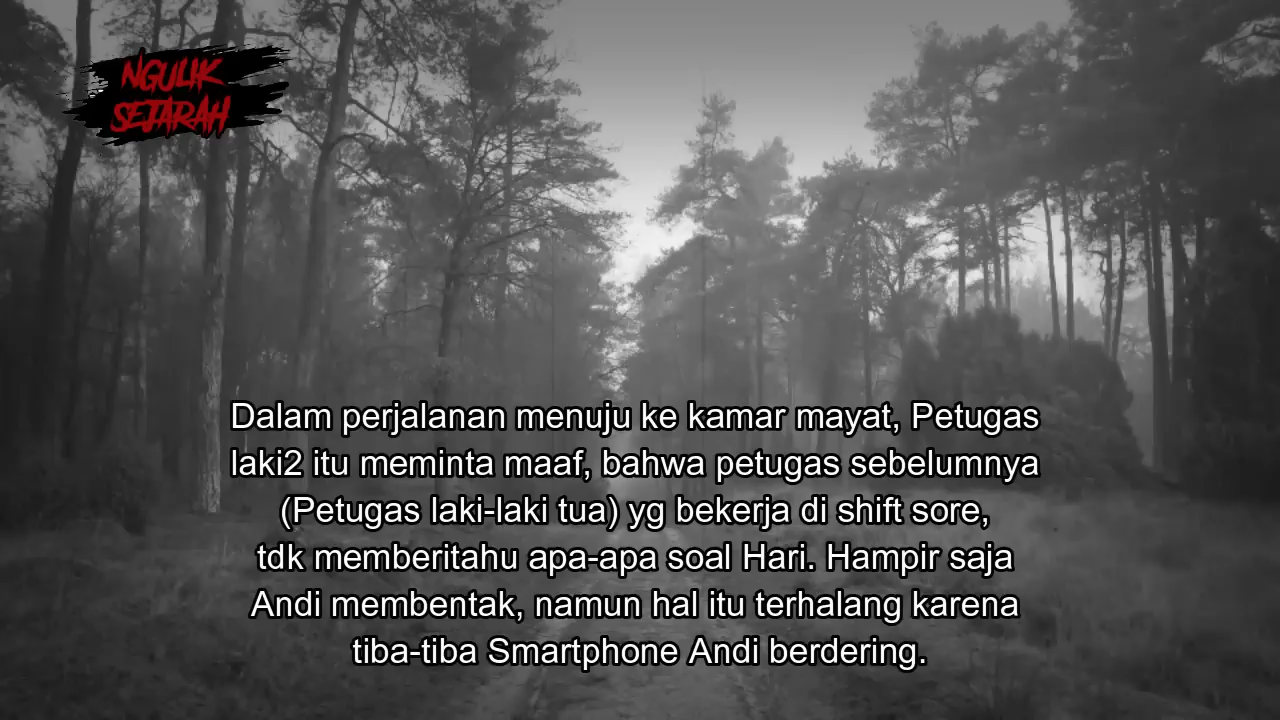 NGULIK
SEJARAH
Dalam perjalanan menuju ke kamar mayat, Petugas
laki2 itu meminta maaf, bahwa petugas sebelumnya
(Petugas laki-laki tua) yg bekerja di shift sore,
tdk memberitahu apa-apa soal Hari. Hampir saja
Andi membentak, namun hal itu terhalang karena
tiba-tiba Smartphone Andi berdering.